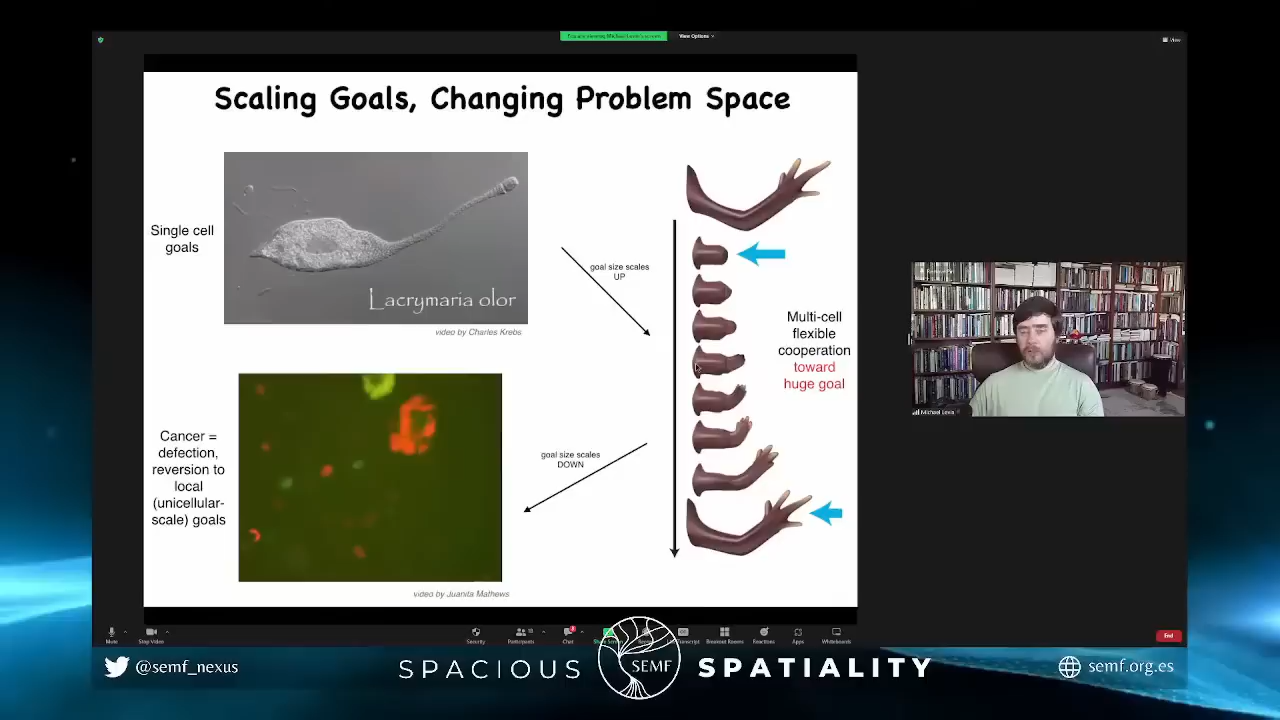 View Options
View
Scaling Goals, Changing Problem Space
Single cell
goals
Lacrymaria olor
video by Charles Krebs
goal size scales
UP
Multi-cell
flexible
cooperation
toward
huge goal
Cancer =
defection,
reversion to
local
(unicellular-
scale) goals
goal size scales
DOWN
video by Juanita Mathews
Michael Levin
Mute
Stop Video
Security
Participants
Chat
Breakout Rooms
Reactions
Apps
Whiteboards
End
@semf_nexus
SPACIOUS
SEMF
SPATIALITY
semf.org.es